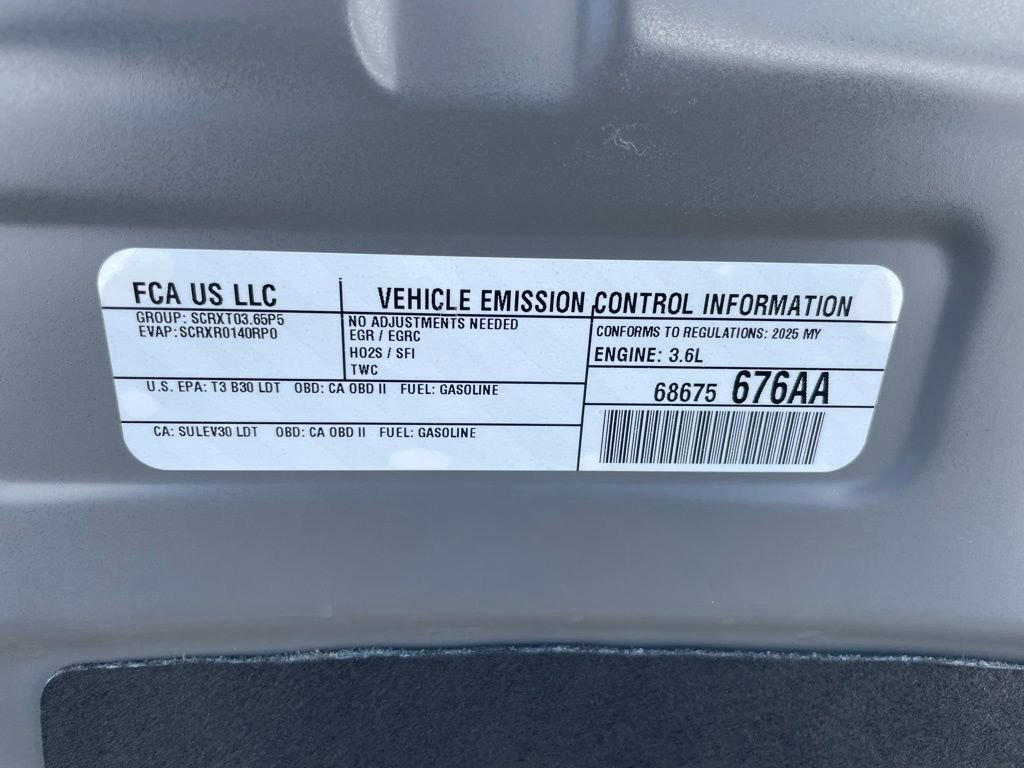 FCA US LLC
VEHICLE EMISSION CONTROL INFORMATION
GROUP: SCRXT03.65P5
EVAP:SCRXR0140RP0
NO ADJUSTMENTS NEEDED
EGR / EGRC
HO2S / SFI
TWC
CONFORMS TO REGULATIONS: 2025 MY
ENGINE: 3.6L
U.S. EPA: T3 B30 LDT OBD: CA OBD II FUEL: GASOLINE
68675 676AA
CA: SULEV30 LDT OBD: CA OBD II FUEL: GASOLINE